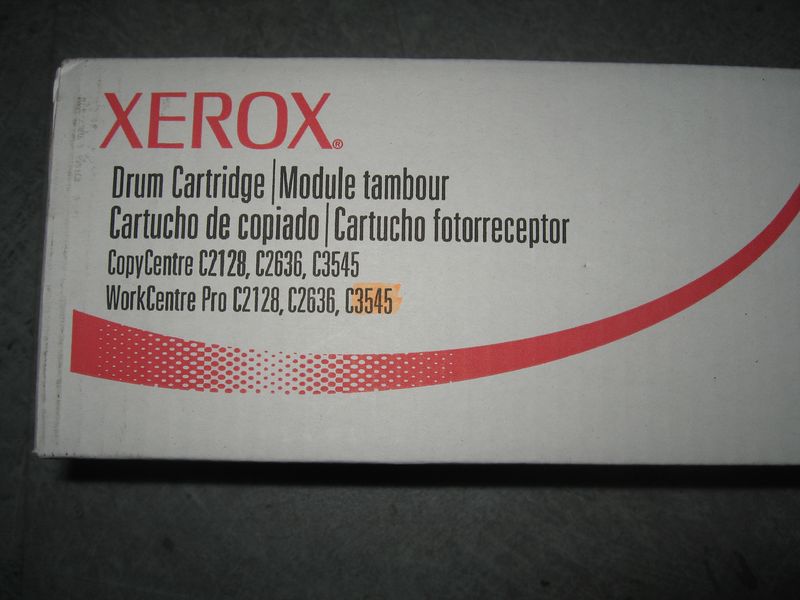 XEROX®
Drum Cartridge | Module tambour
Cartucho de copiado | Cartucho fotorreceptor
CopyCentre C2128, C2636, C3545
WorkCentre Pro C2128, C2636, C3545